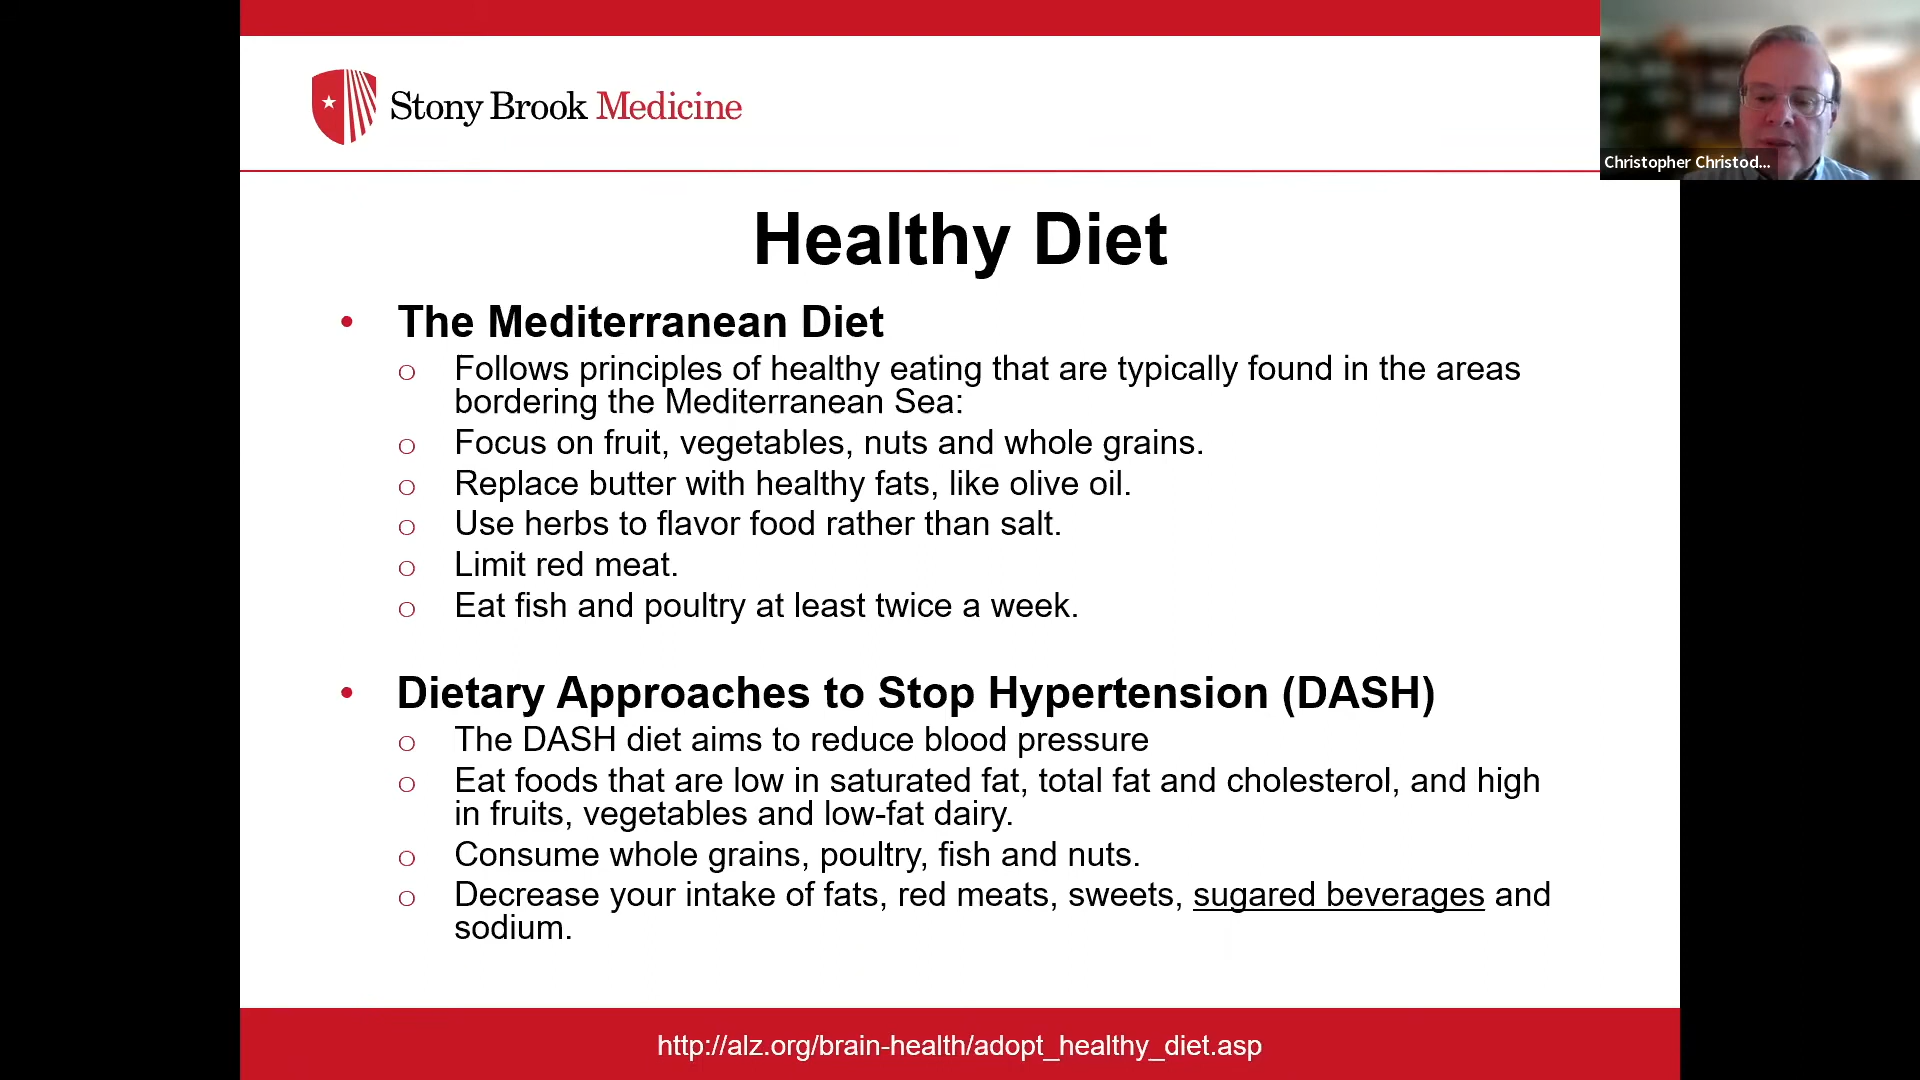 Stony Brook Medicine
Christopher Christod...
Healthy Diet
• The Mediterranean Diet
o Follows principles of healthy eating that are typically found in the areas
bordering the Mediterranean Sea:
o Focus on fruit, vegetables, nuts and whole grains.
o Replace butter with healthy fats, like olive oil.
o Use herbs to flavor food rather than salt.
o Limit red meat.
o Eat fish and poultry at least twice a week.
• Dietary Approaches to Stop Hypertension (DASH)
o The DASH diet aims to reduce blood pressure
o Eat foods that are low in saturated fat, total fat and cholesterol, and high
in fruits, vegetables and low-fat dairy.
o Consume whole grains, poultry, fish and nuts.
o Decrease your intake of fats, red meats, sweets, sugared beverages and
sodium.
http://alz.org/brain-health/adopt_healthy_diet.asp